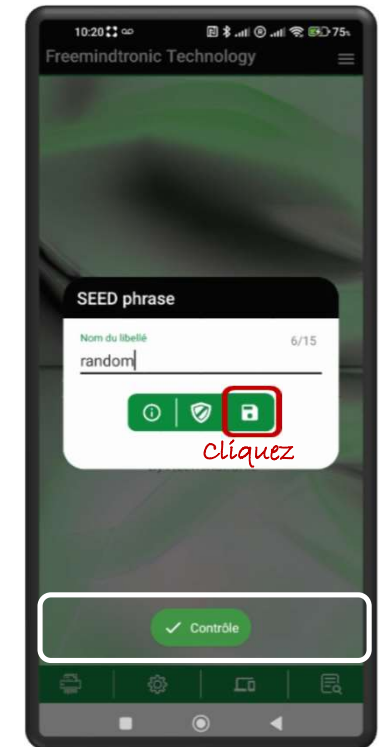 10:20 75%
Freemindtronic Technology
SEED phrase
Nom du libellé 6/15
random
Cliquez
Contrôle